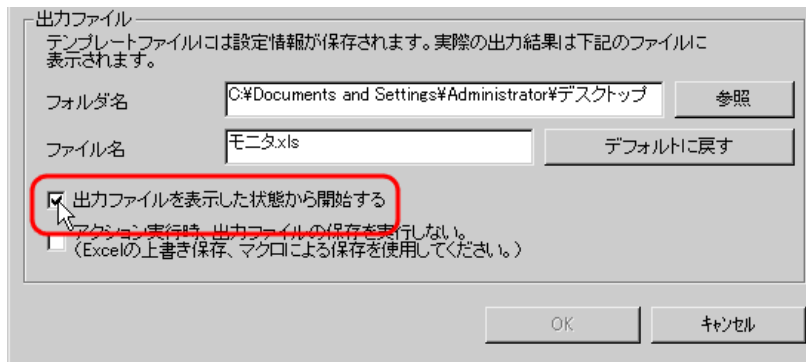 出力ファイル
テンプレートファイルには設定情報が保存されます。実際の出力結果は下記のファイルに
表示されます。
フォルダ名
C:¥Documents and Settings¥Administrator¥デスクトップ
参照
ファイル名
モニタ.xls
デフォルトに戻す
出力ファイルを表示した状態から開始する
アクション実行時、出力ファイルの保存を実行しない。
（Excelの上書き保存、マクロによる保存を使用してください。）
OK
キャンセル